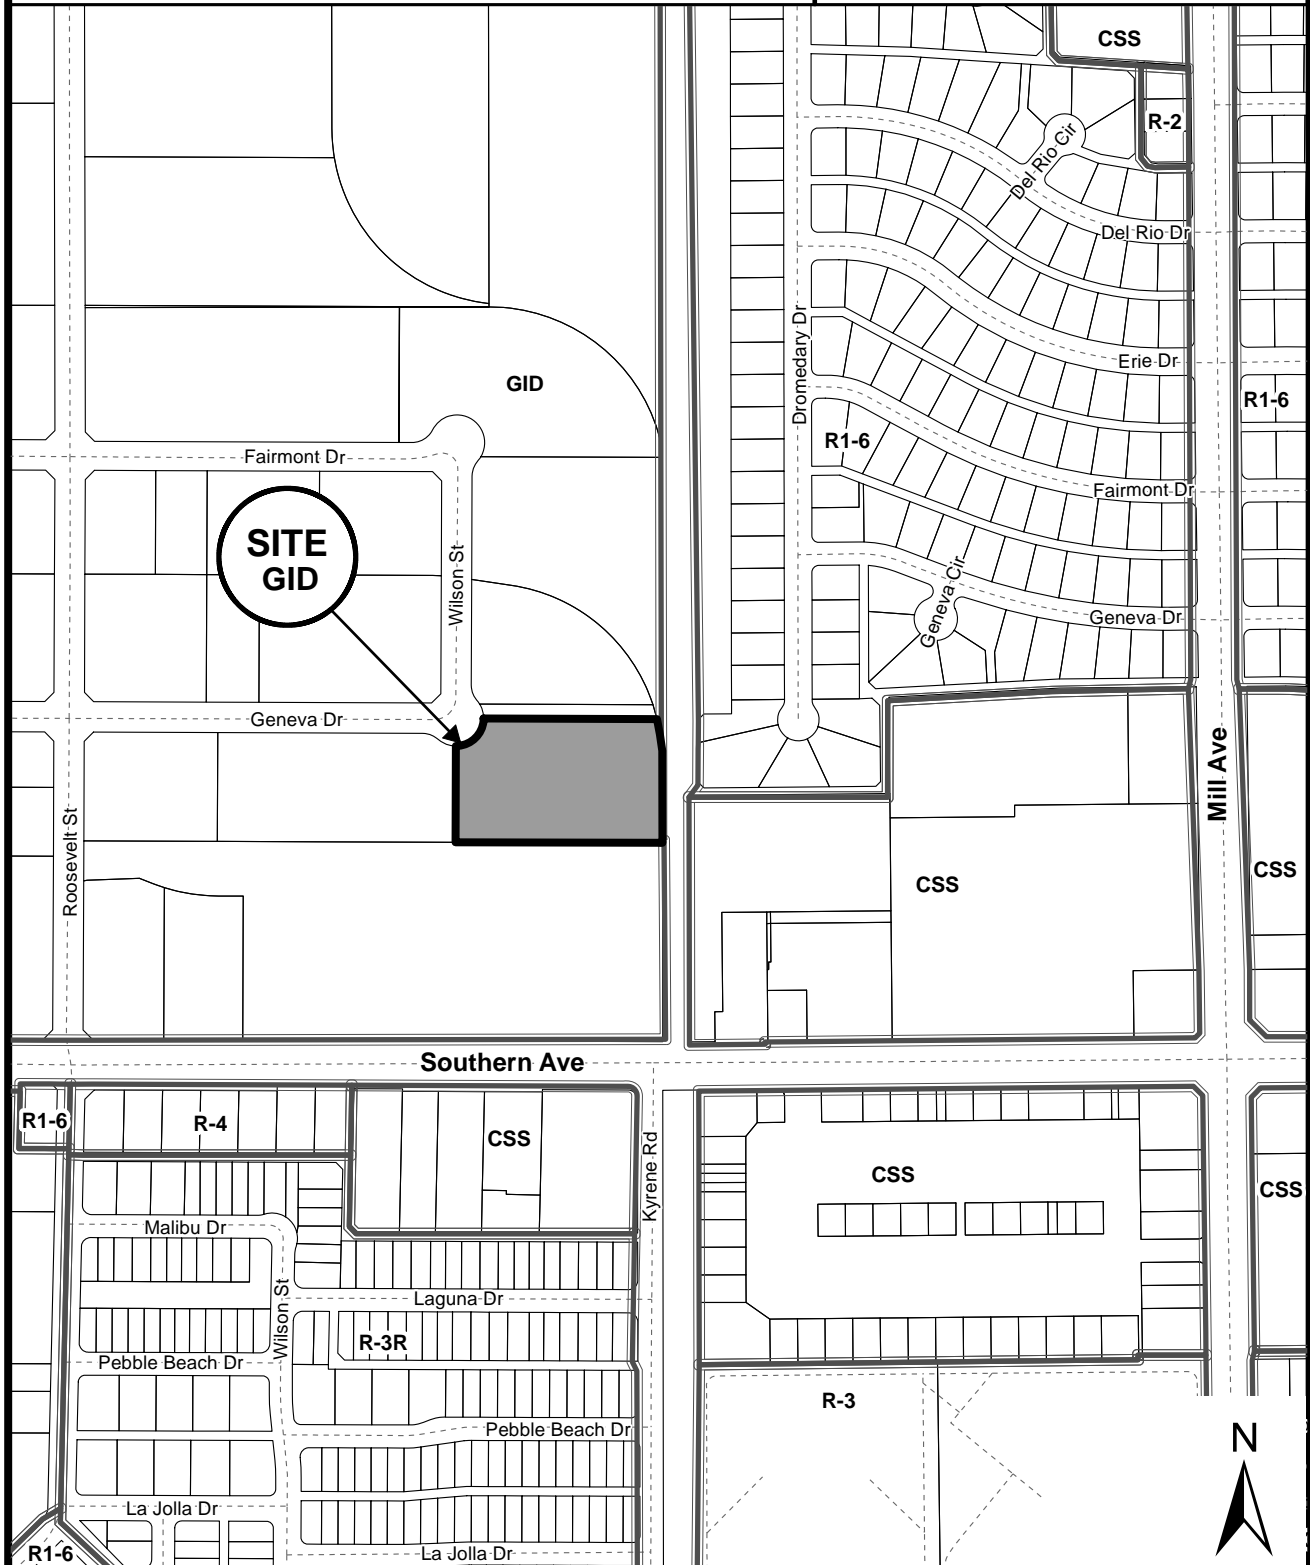 CSS
R-2
Del Rio Cir
Del Rio Dr
Dromedary Dr
Erie Dr
GID
R1-6
R1-6
Fairmont Dr
Fairmont Dr
SITE
GID
Wilson St
Geneva Cir
Geneva Dr
Geneva Dr
Mill Ave
Roosevelt St
CSS
CSS
Southern Ave
R1-6
R-4
CSS
Kyrene Rd
CSS
CSS
Malibu Dr
Wilson St
Laguna Dr
R-3R
Pebble Beach Dr
R-3
Pebble Beach Dr
N
La Jolla Dr
R1-6
La Jolla Dr